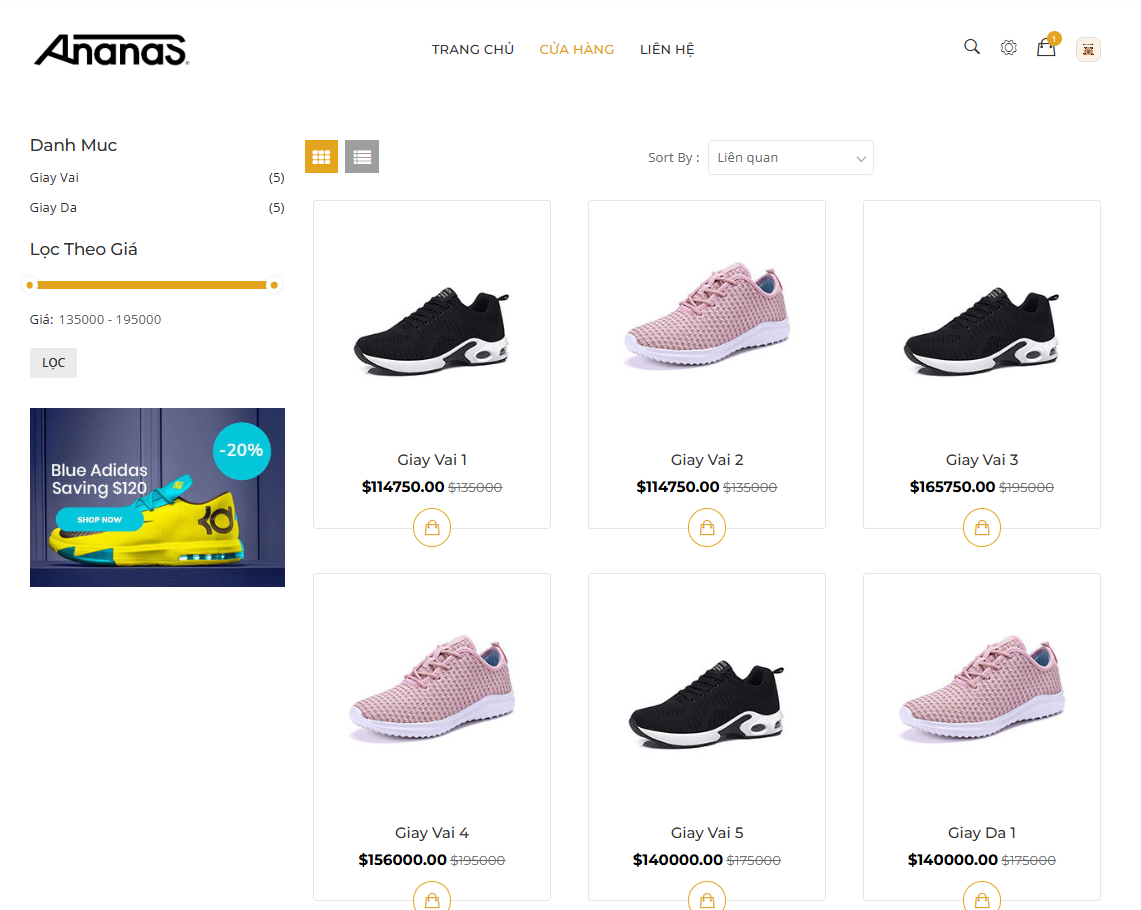 Ananas
TRANG CHỦ
CỬA HÀNG
LIÊN HỆ
1
Danh Muc
Giay Vai (5)
Giay Da (5)
Lọc Theo Giá
Giá: 135000 - 195000
LỌC
-20%
Blue Adidas
Saving $120
SHOP NOW
Sort By : Liên quan
Giay Vai 1
$114750.00 $135000
Giay Vai 2
$114750.00 $135000
Giay Vai 3
$165750.00 $195000
Giay Vai 4
$156000.00 $195000
Giay Vai 5
$140000.00 $175000
Giay Da 1
$140000.00 $175000